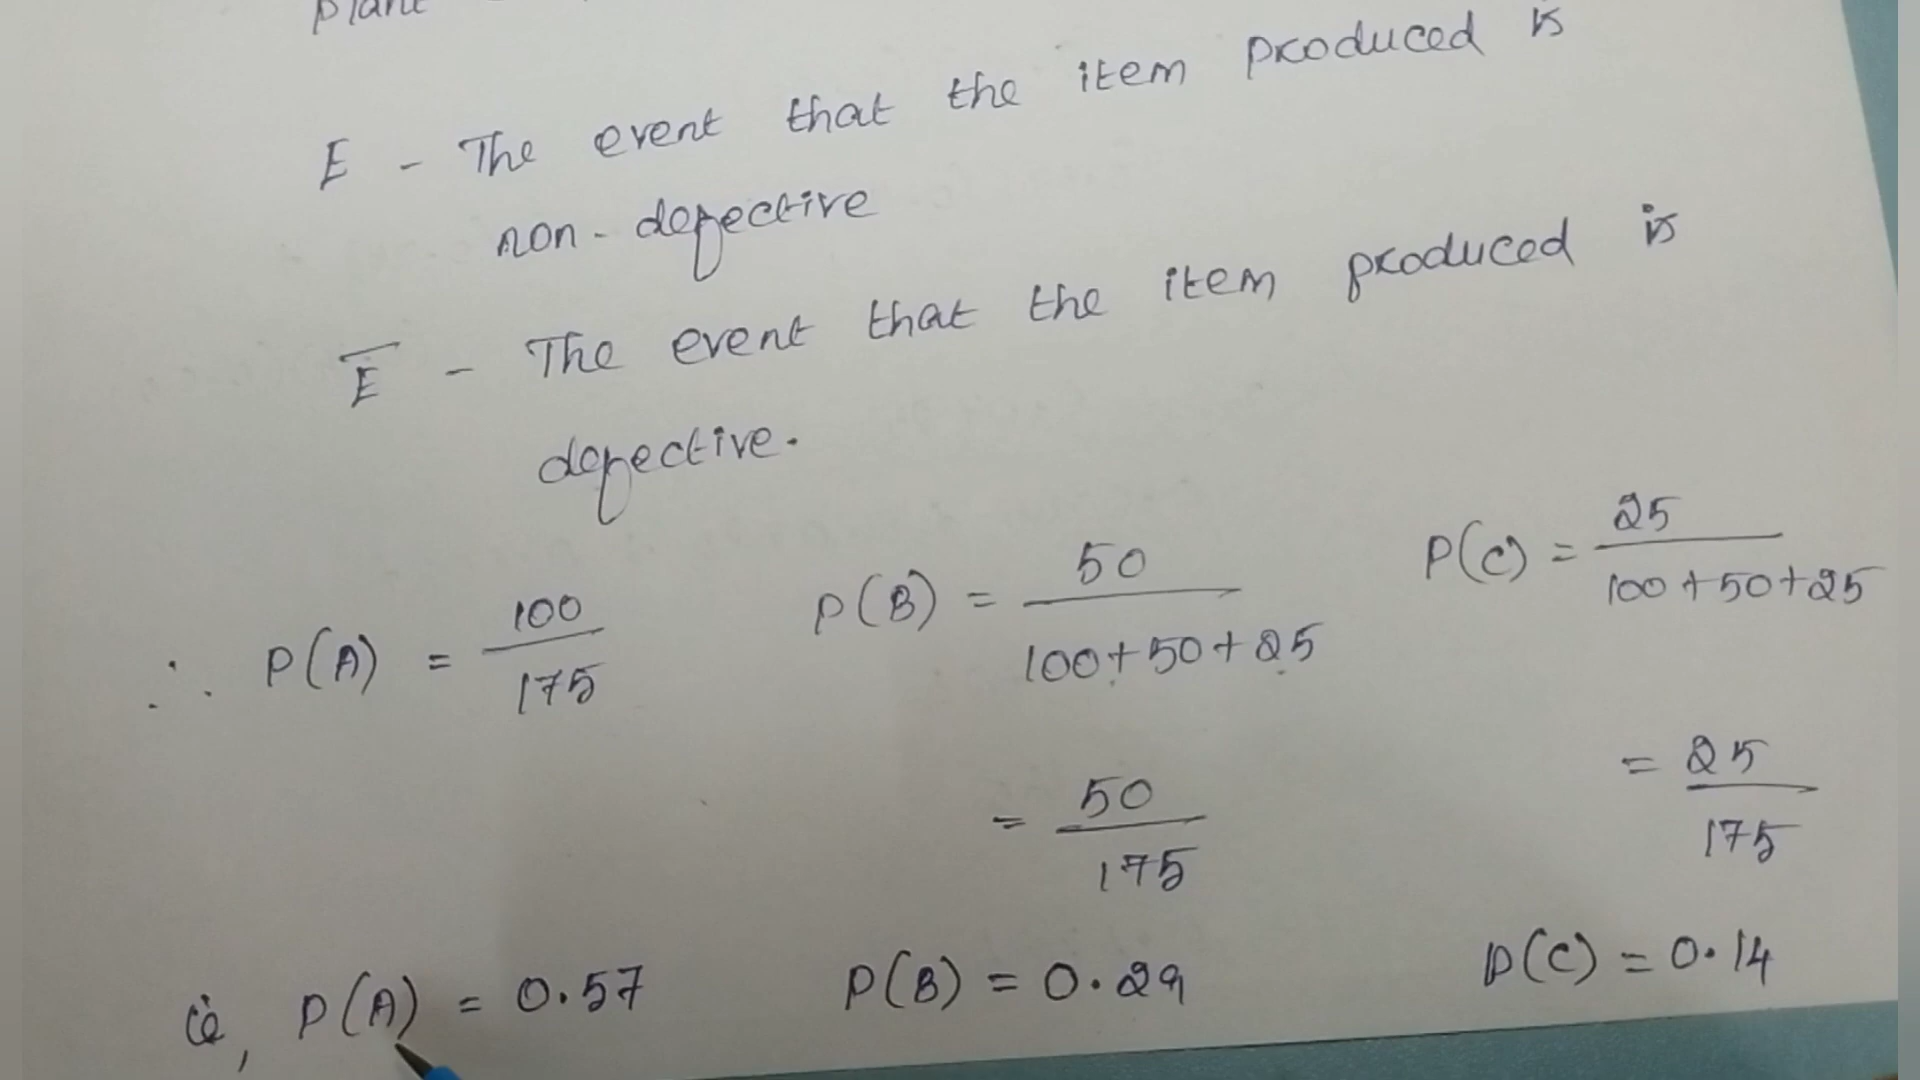 plant
E - The event that the item produced is
non-defective
E̅ - The event that the item produced is
defective.
∴ P(A) = 100/175 P(B) = 50/(100+50+25) P(C) = 25/(100+50+25)
= 50/175 = 25/175
ie, P(A) = 0.57 P(B) = 0.29 P(C) = 0.14